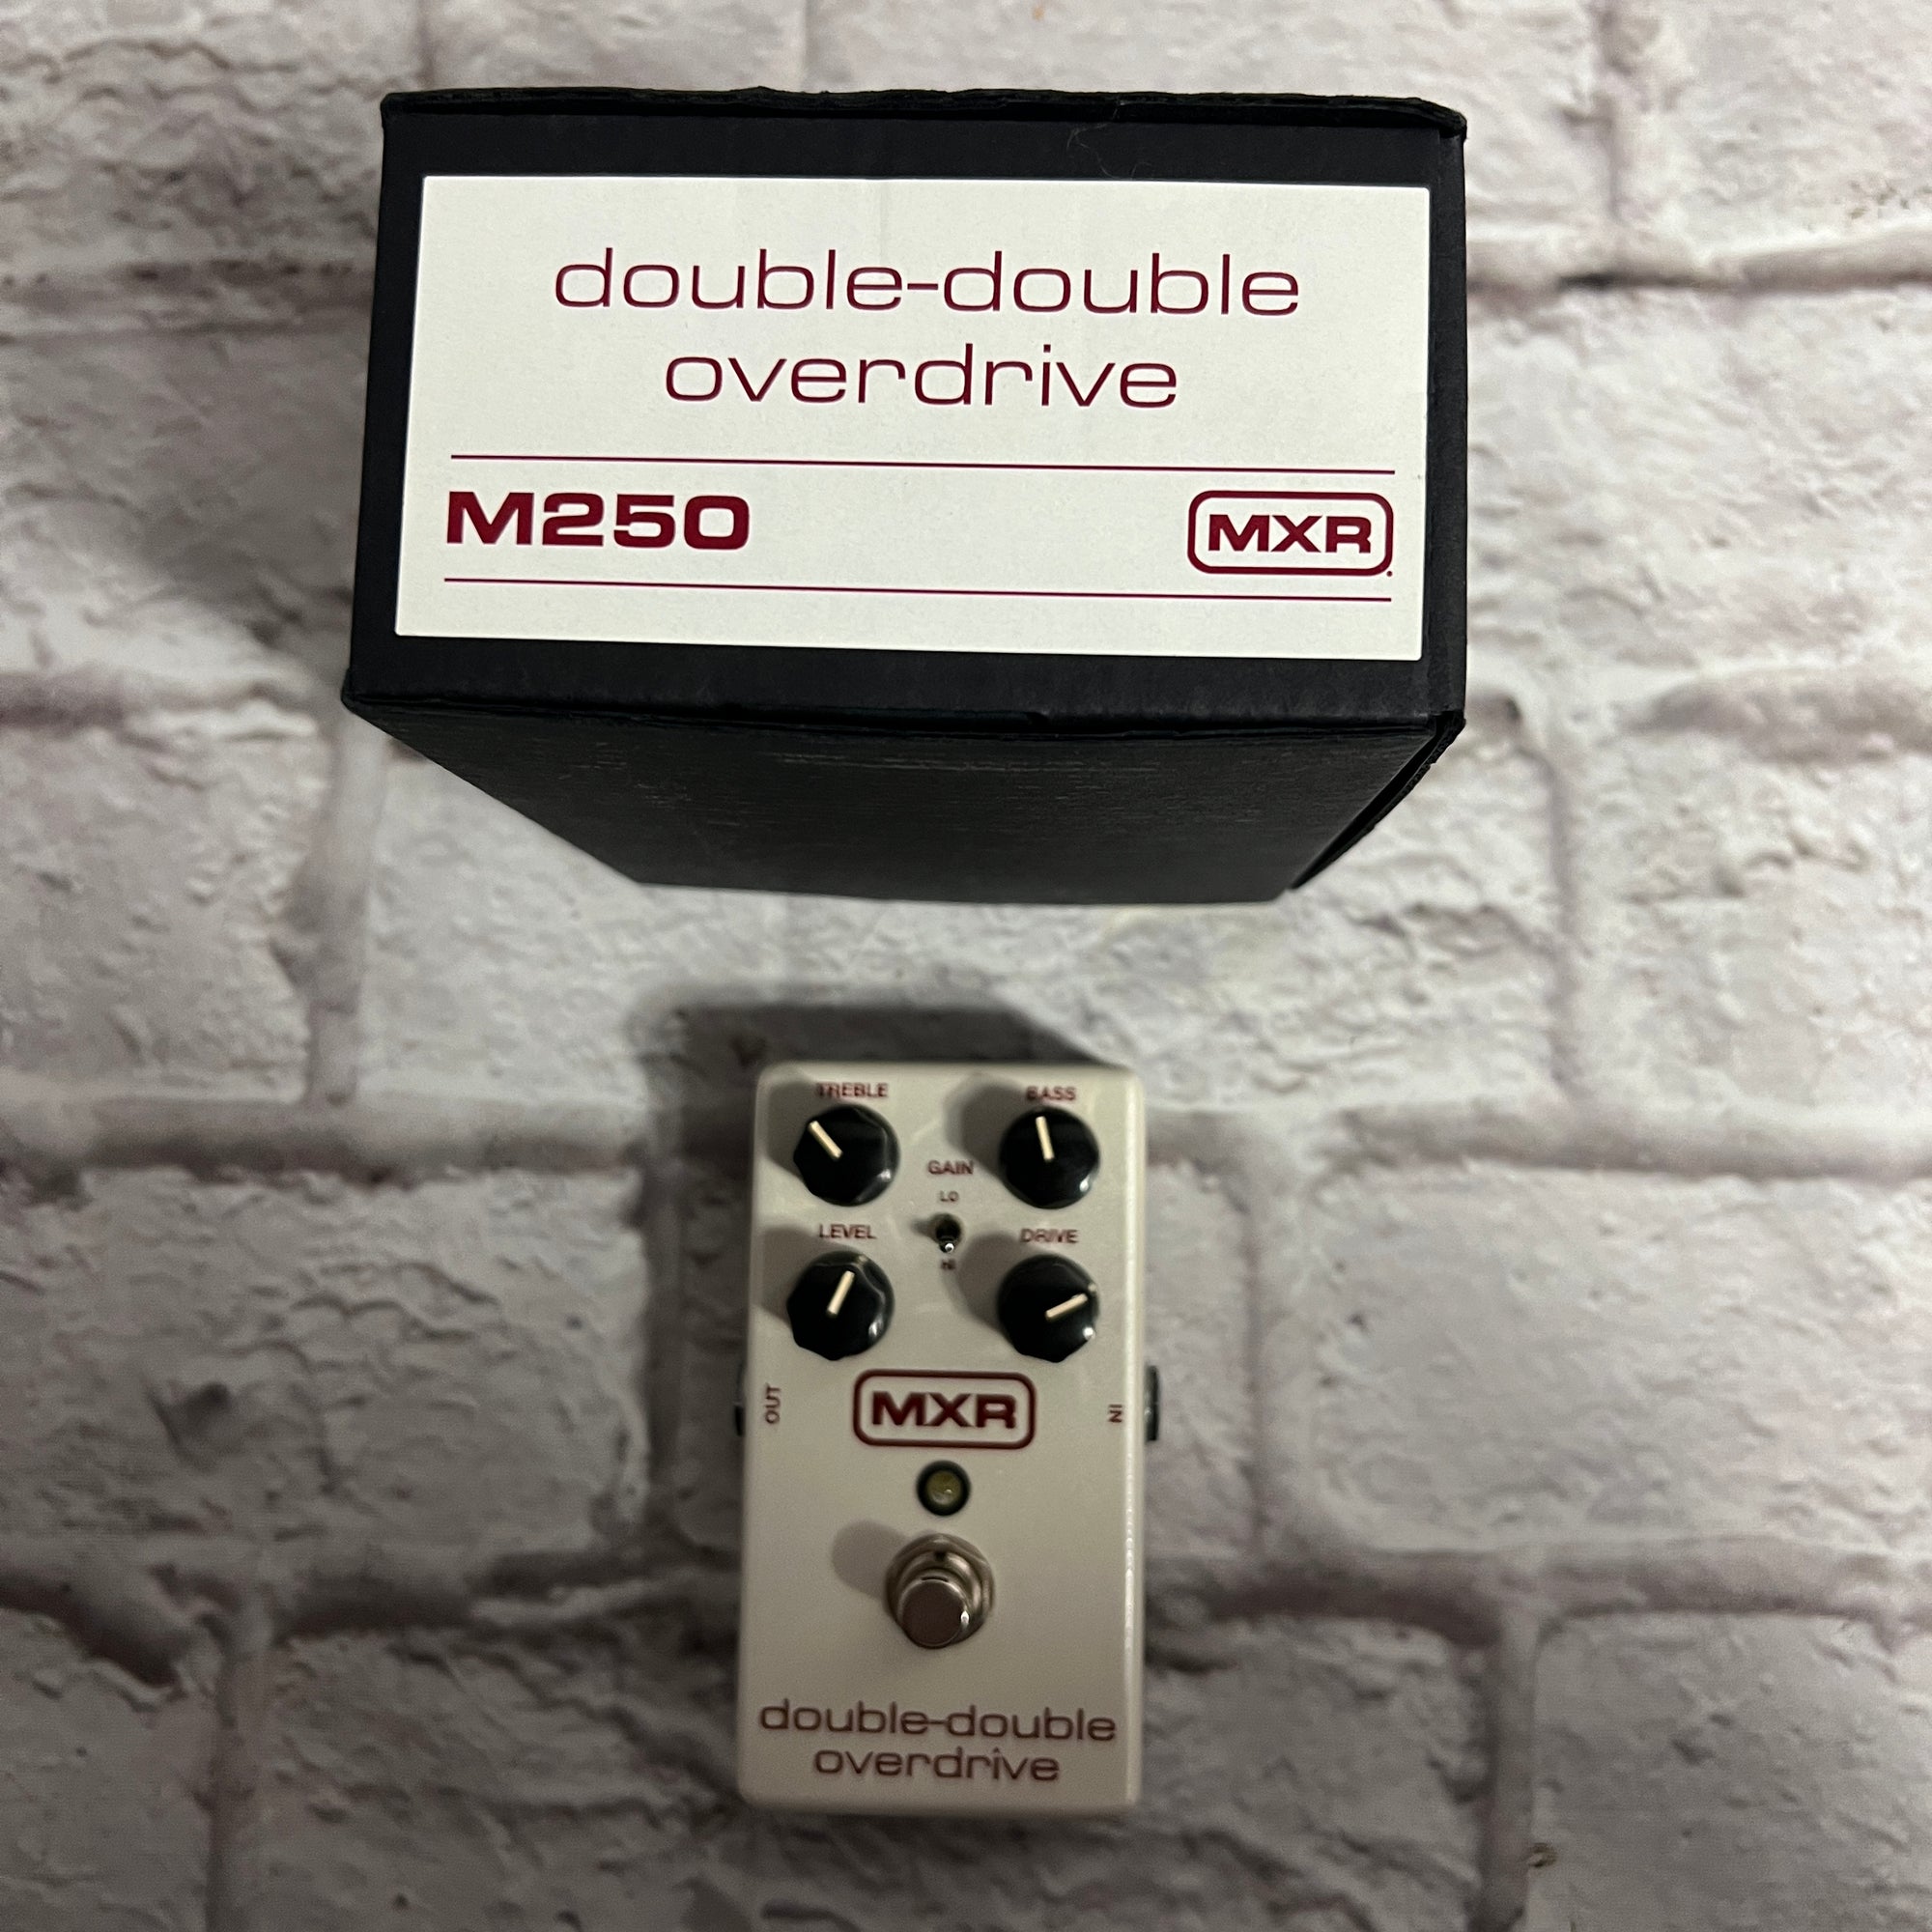 double-double
overdrive
M250
MXR
TREBLE
BASS
GAIN
LO
LEVEL
DRIVE
HI
OUT
MXR
IN
double-double
overdrive